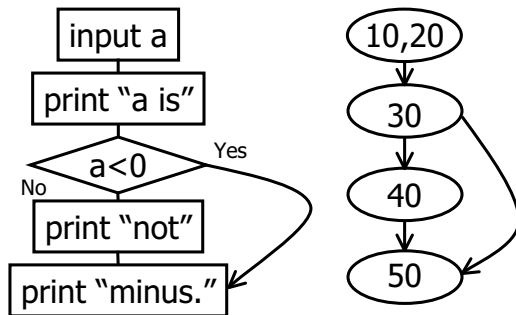 input a
print “a is”
a<0
Yes
No
print “not”
print “minus.”
10,20
30
40
50